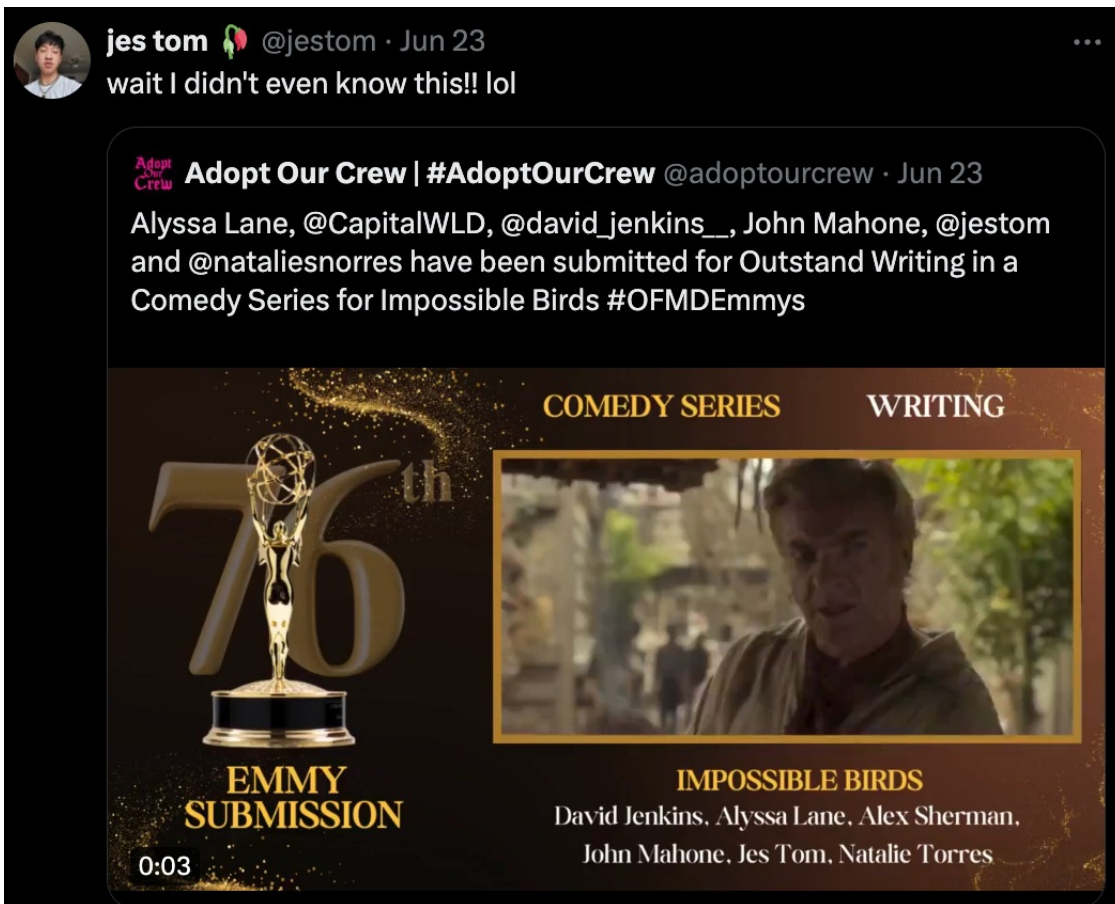 jes tom 🥀 @jestom · Jun 23
wait I didn't even know this!! lol
Adopt Our Crew
Adopt Our Crew | #AdoptOurCrew @adoptourcrew · Jun 23
Alyssa Lane, @CapitalWLD, @david_jenkins__, John Mahone, @jestom
and @nataliesnorres have been submitted for Outstand Writing in a
Comedy Series for Impossible Birds #OFMDEmmys
COMEDY SERIES WRITING
76th
EMMY
SUBMISSION
IMPOSSIBLE BIRDS
David Jenkins, Alyssa Lane, Alex Sherman,
John Mahone, Jes Tom, Natalie Torres
0:03